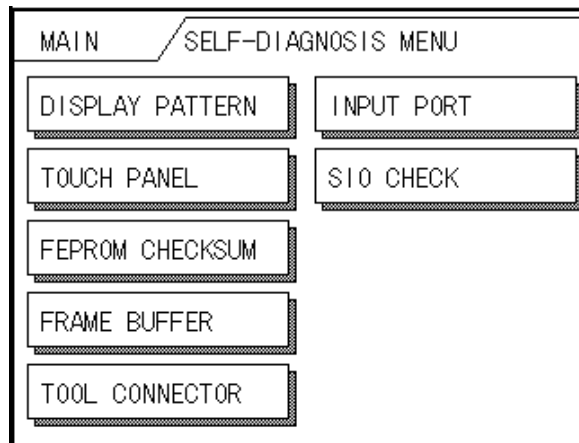 MAIN
SELF-DIAGNOSIS MENU
DISPLAY PATTERN
INPUT PORT
TOUCH PANEL
SIO CHECK
FEPROM CHECKSUM
FRAME BUFFER
TOOL CONNECTOR